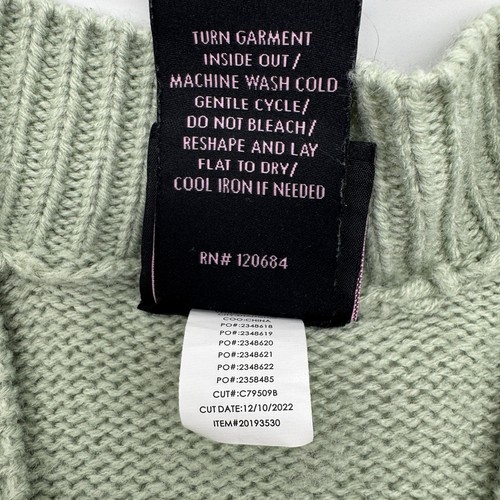 TURN GARMENT
INSIDE OUT/
MACHINE WASH COLD
GENTLE CYCLE/
DO NOT BLEACH/
RESHAPE AND LAY
FLAT TO DRY/
COOL IRON IF NEEDED
RN# 120684
COO:CHINA
PO#:2348618
PO#:2348619
PO#:2348620
PO#:2348621
PO#:2348622
PO#:2358485
CUT#:C79509B
CUT DATE:12/10/2022
ITEM#20193530